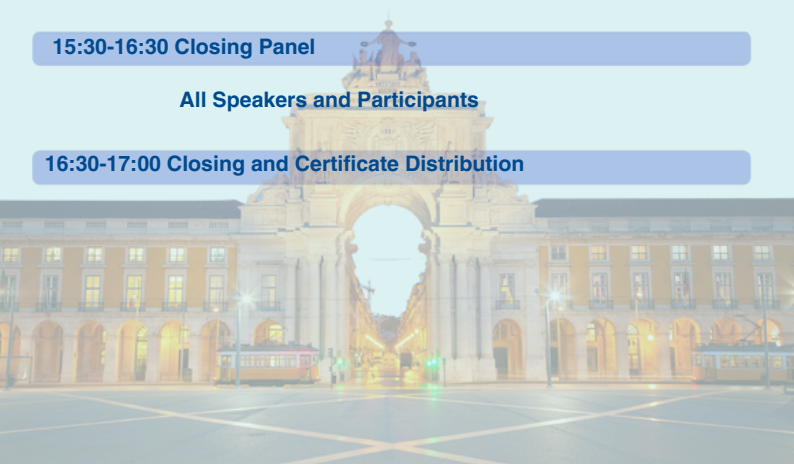 15:30-16:30 Closing Panel
All Speakers and Participants
16:30-17:00 Closing and Certificate Distribution